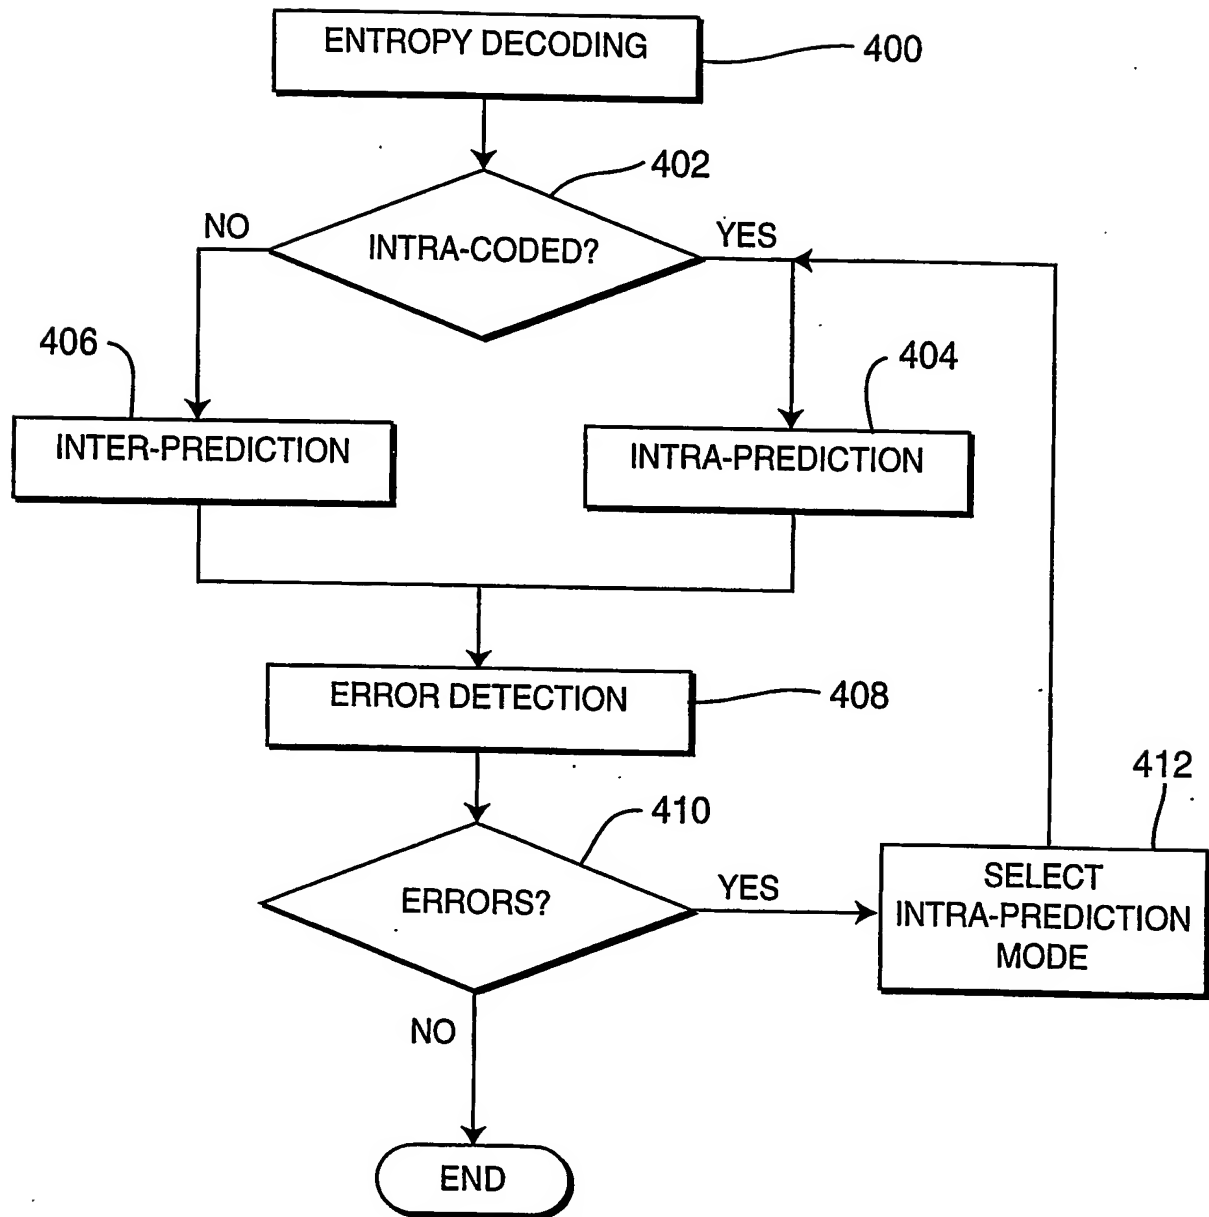 ENTROPY DECODING
400
402
NO
INTRA-CODED?
YES
406
404
INTER-PREDICTION
INTRA-PREDICTION
ERROR DETECTION
408
412
410
ERRORS?
YES
SELECT
INTRA-PREDICTION
MODE
NO
END